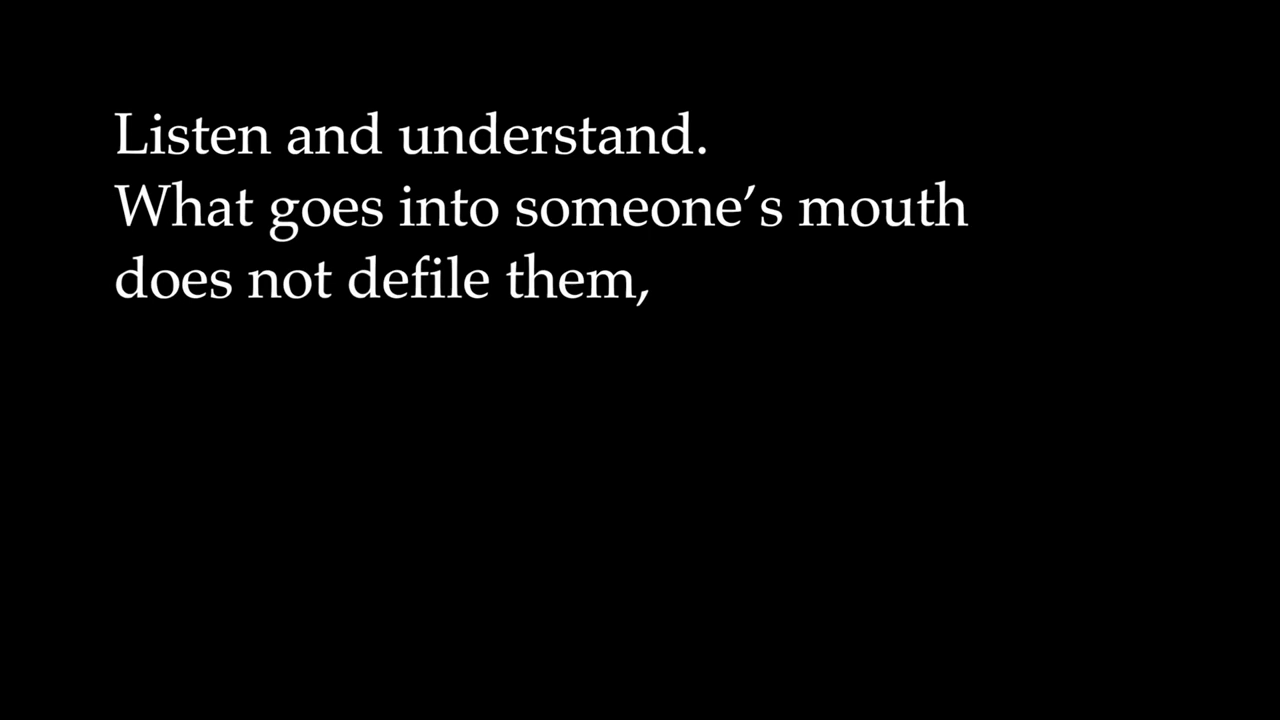 Listen and understand.
What goes into someone’s mouth
does not defile them,